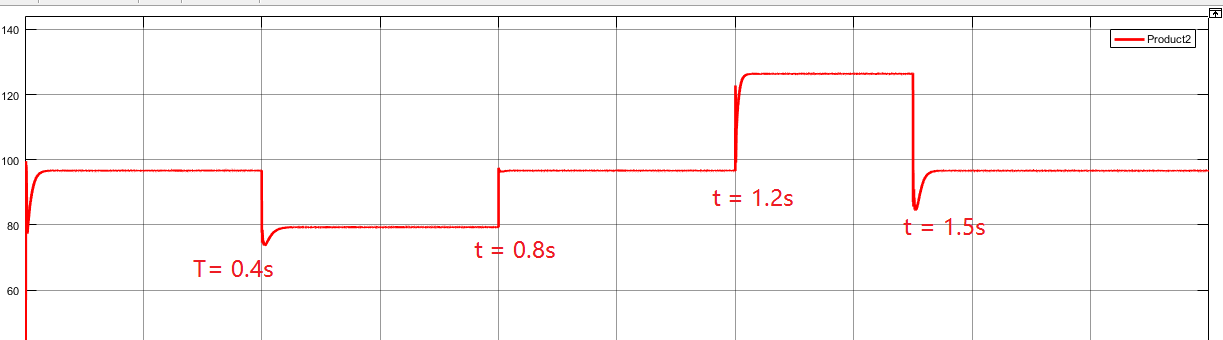 140
Product2
120
100
t = 1.2s
80
t = 1.5s
t = 0.8s
T= 0.4s
60